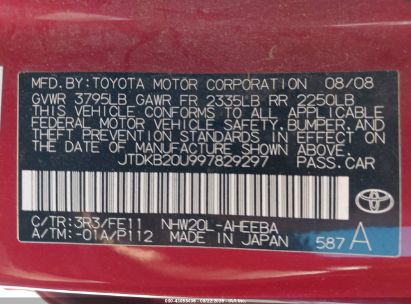 MFD.BY:TOYOTA MOTOR CORPORATION 08/08
GVWR 3795LB GAWR FR 2335LB RR 2250LB
THIS VEHICLE CONFORMS TO ALL APPLICABLE
FEDERAL MOTOR VEHICLE SAFETY,BUMPER,AND
THEFT PREVENTION STANDARDS IN EFFECT ON
THE DATE OF MANUFACTURE SHOWN ABOVE.
JTDKB20U997829297 PASS.CAR
C/TR:3R3/FE11 NHW20L-AHEEBA
A/TM:-01A/P112 MADE IN JAPAN 587 A
TOYOTA